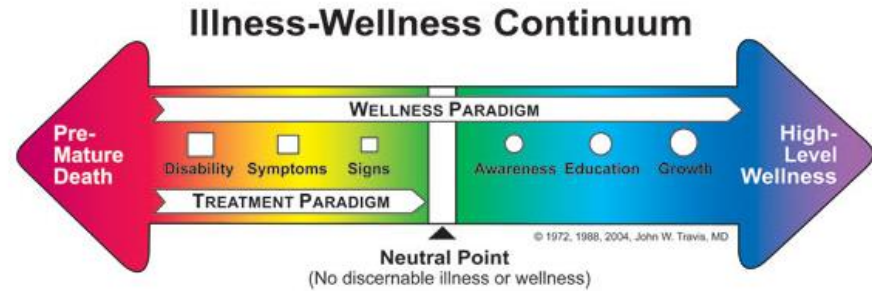 Illness-Wellness Continuum
WELLNESS PARADIGM
Pre-
Mature
Death
Disability Symptoms Signs Awareness Education Growth
High-
Level
Wellness
TREATMENT PARADIGM
© 1972, 1988, 2004, John W. Travis, MD
Neutral Point
(No discernable illness or wellness)